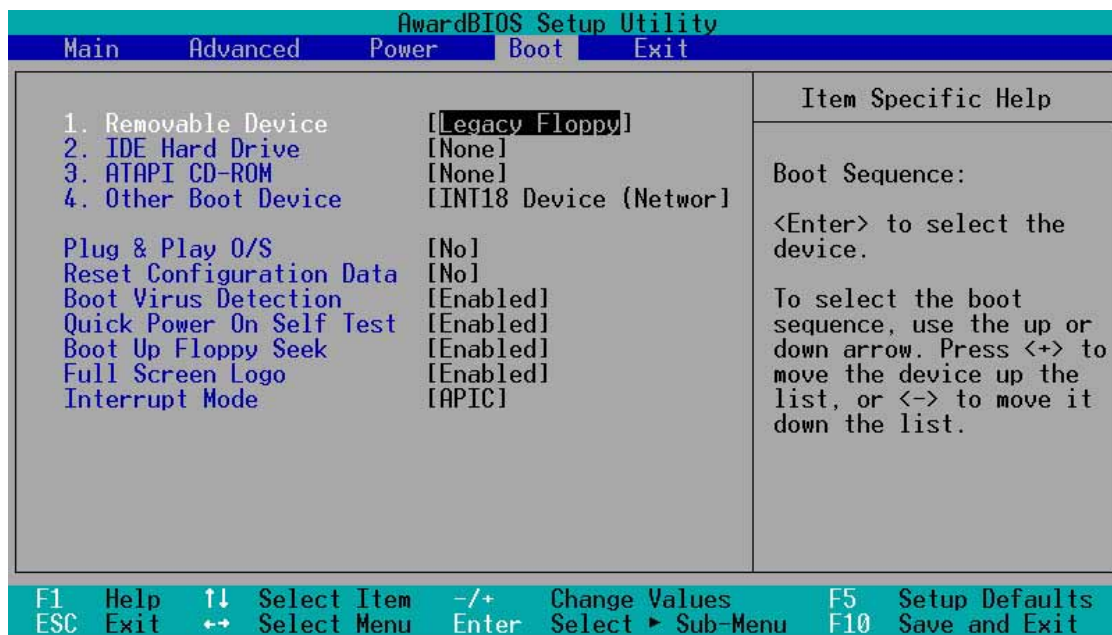 AwardBIOS Setup Utility
Main Advanced Power Boot Exit
1. Removable Device [Legacy Floppy]
2. IDE Hard Drive [None]
3. ATAPI CD-ROM [None]
4. Other Boot Device [INT18 Device (Networ]
Plug & Play O/S [No]
Reset Configuration Data [No]
Boot Virus Detection [Enabled]
Quick Power On Self Test [Enabled]
Boot Up Floppy Seek [Enabled]
Full Screen Logo [Enabled]
Interrupt Mode [APIC]
Item Specific Help
Boot Sequence:
<Enter> to select the
device.
To select the boot
sequence, use the up or
down arrow. Press <+> to
move the device up the
list, or <-> to move it
down the list.
F1 Help ↑↓ Select Item -/+ Change Values F5 Setup Defaults
ESC Exit ←→ Select Menu Enter Select ► Sub-Menu F10 Save and Exit